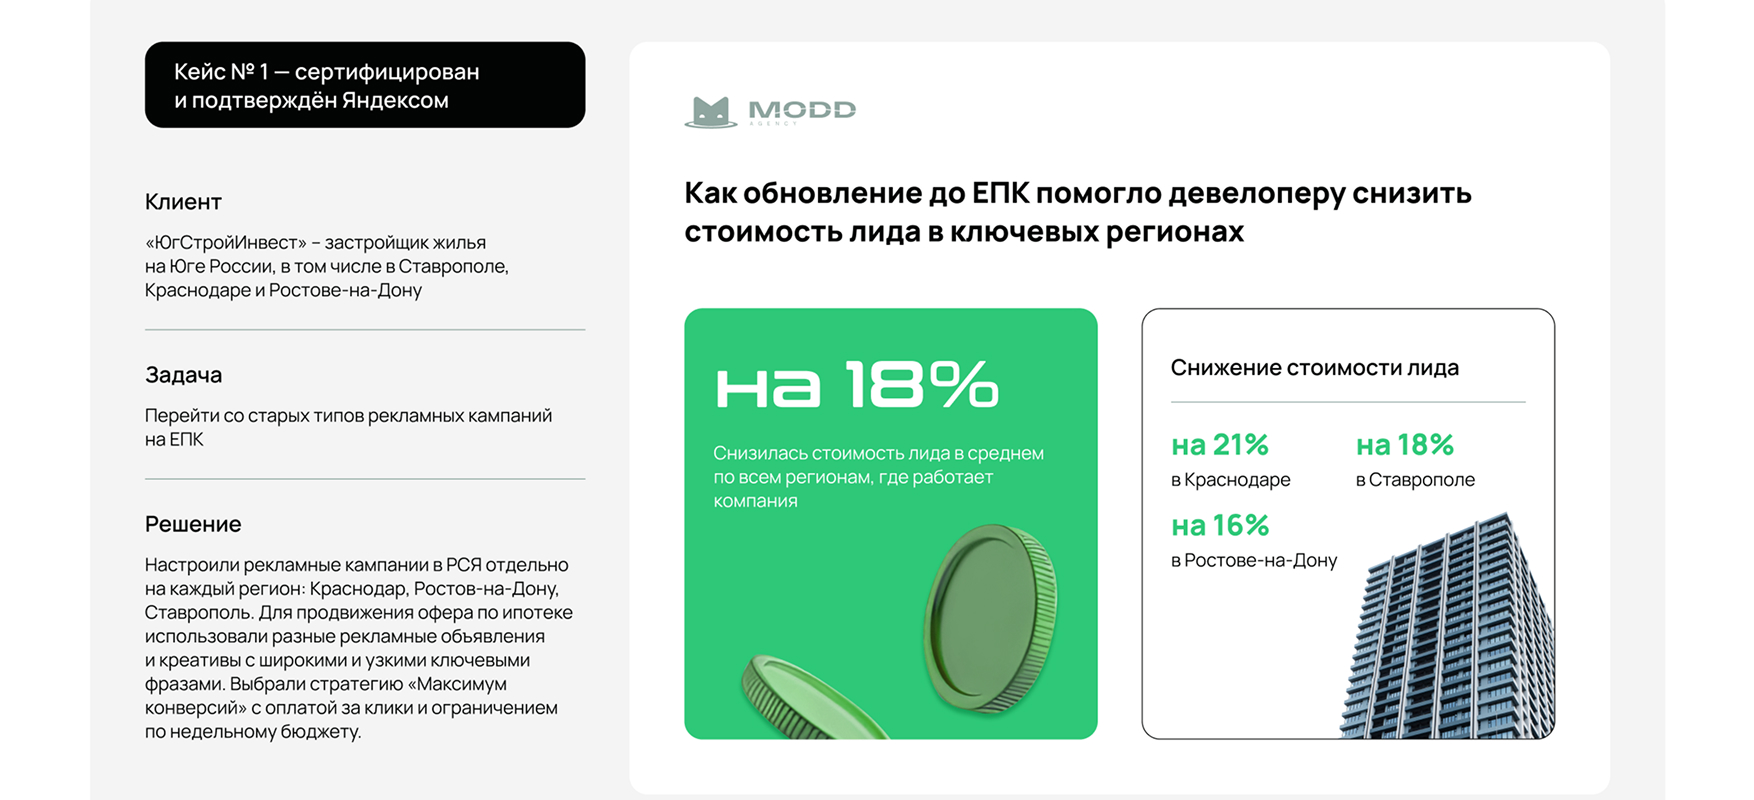 Кейс № 1 — сертифицирован
и подтверждён Яндексом
Клиент
«ЮгСтройИнвест» – застройщик жилья
на Юге России, в том числе в Ставрополе,
Краснодаре и Ростове-на-Дону
Задача
Перейти со старых типов рекламных кампаний
на ЕПК
Решение
Настроили рекламные кампании в РСЯ отдельно
на каждый регион: Краснодар, Ростов-на-Дону,
Ставрополь. Для продвижения офера по ипотеке
использовали разные рекламные объявления
и креативы с широкими и узкими ключевыми
фразами. Выбрали стратегию «Максимум
конверсий» с оплатой за клики и ограничением
по недельному бюджету.
MODD
AGENCY
Как обновление до ЕПК помогло девелоперу снизить
стоимость лида в ключевых регионах
на 18%
Снизилась стоимость лида в среднем
по всем регионам, где работает
компания
Снижение стоимости лида
на 21%
в Краснодаре
на 18%
в Ставрополе
на 16%
в Ростове-на-Дону